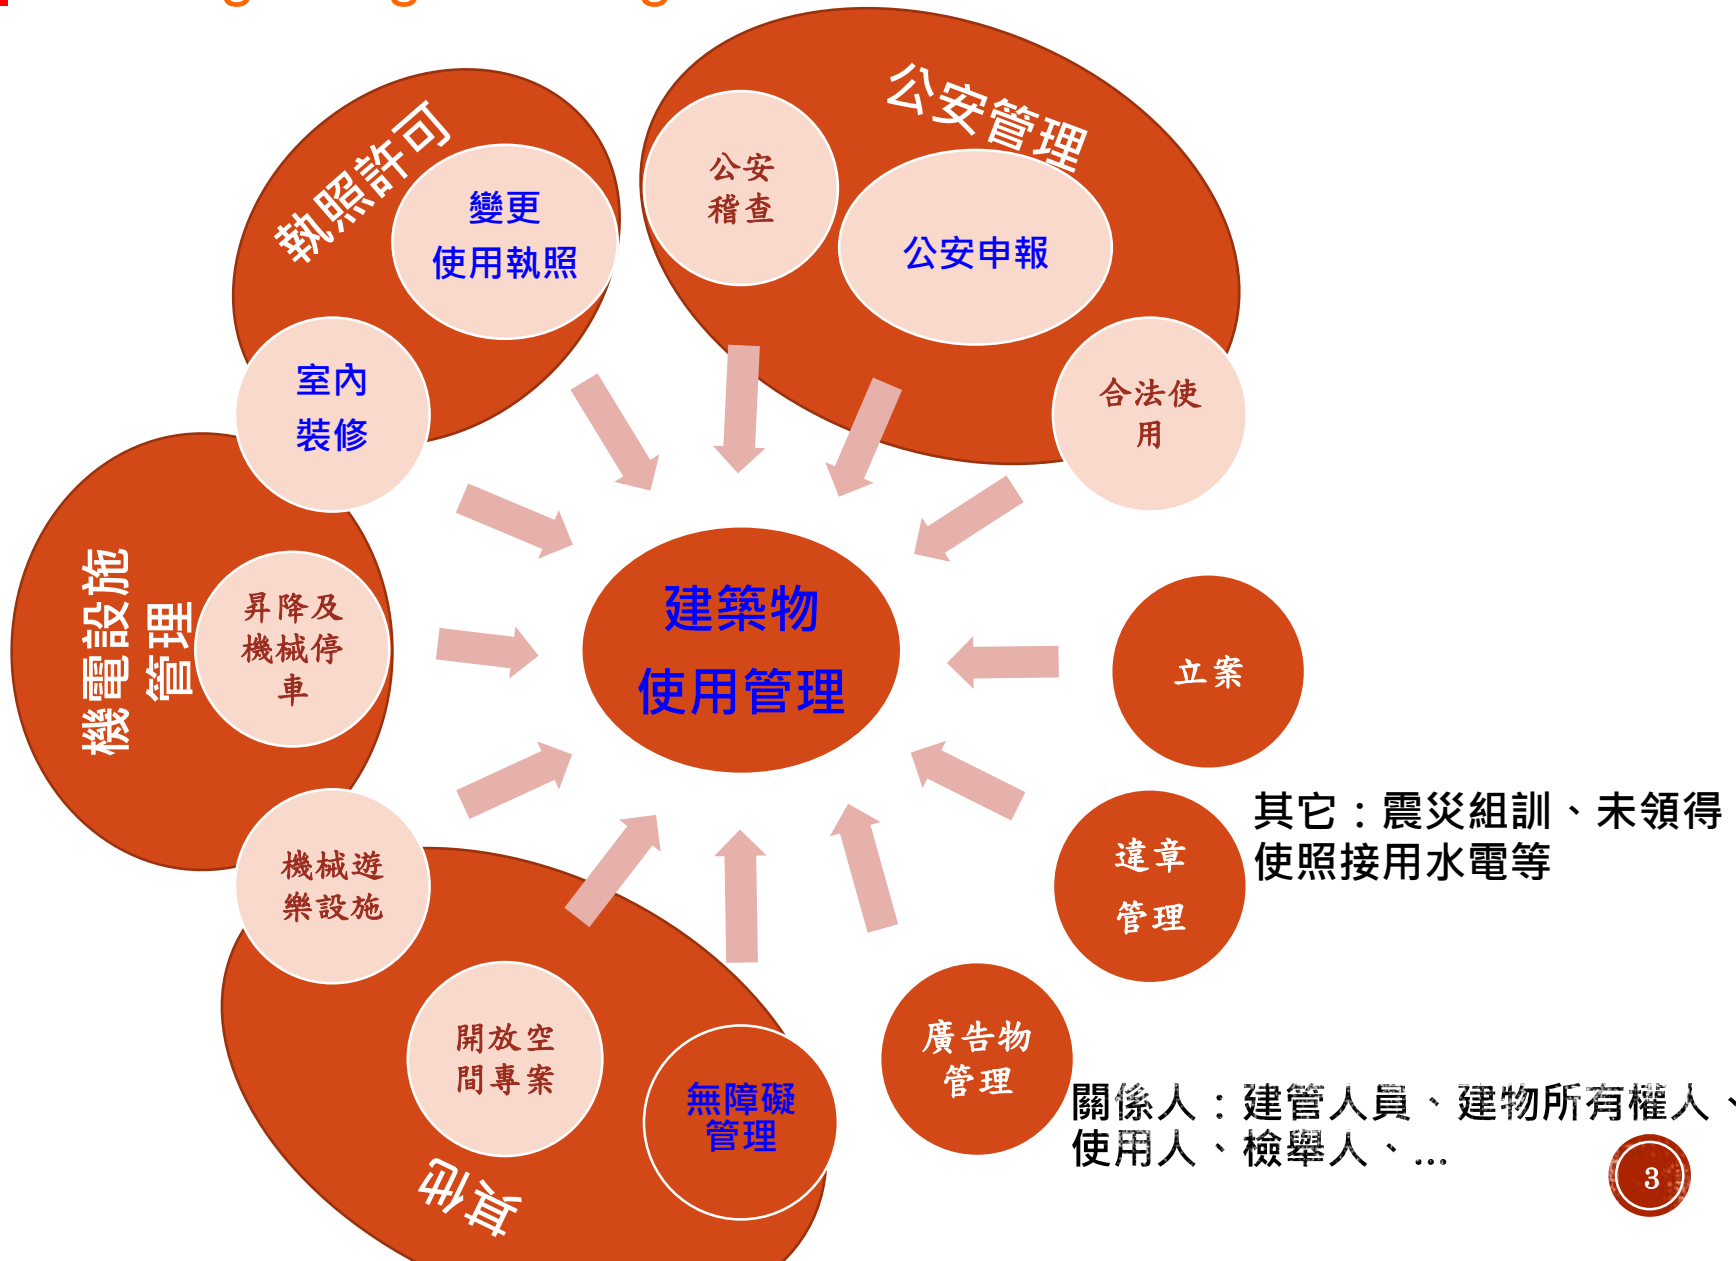 公安管理
執照許可
公安
稽查
變更
使用執照
公安申報
室內
裝修
合法使
用
機電設施
管理
昇降及
機械停
車
建築物
使用管理
立案
其它：震災組訓、未領得
使照接用水電等
機械遊
樂設施
違章
管理
開放空
間專案
無障礙
管理
廣告物
管理
關係人：建管人員、建物所有權人、
使用人、檢舉人、...
其他
3